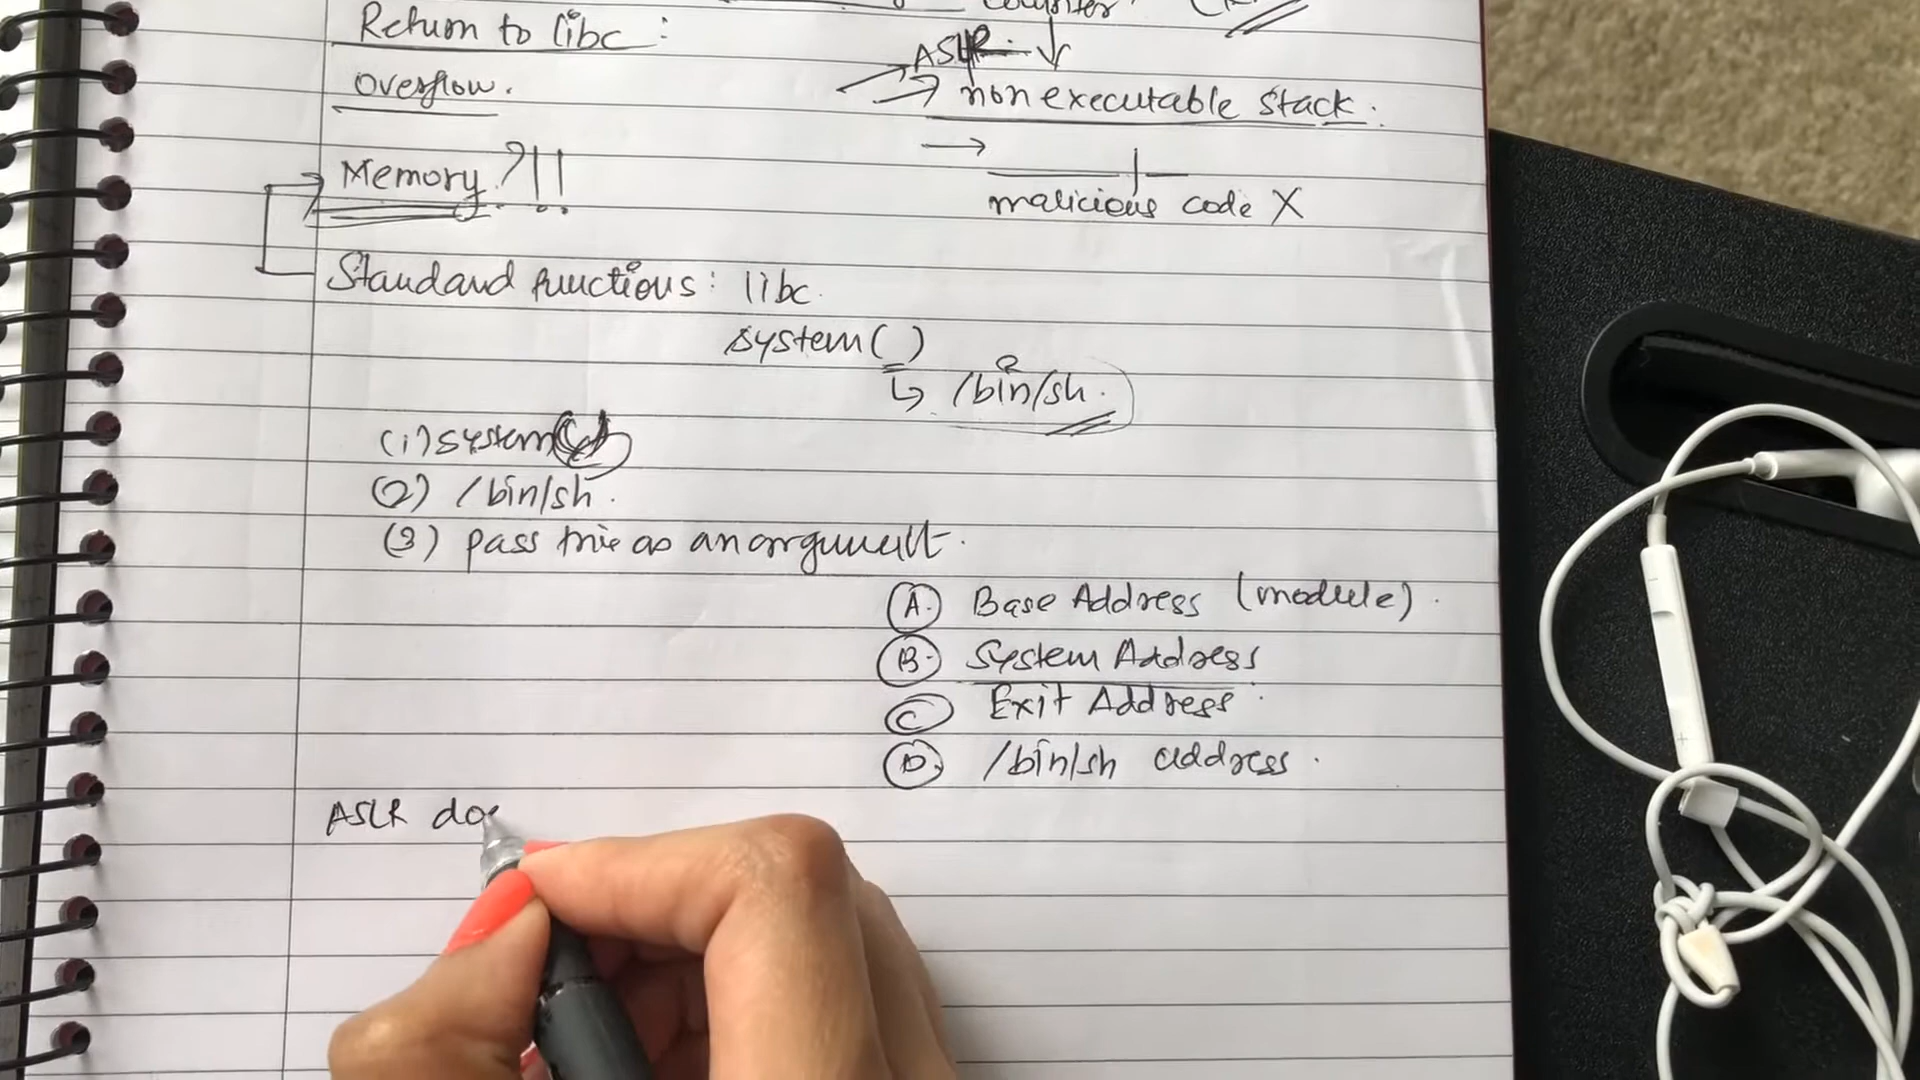 Return to libc :
ASLR
overflow.
non executable stack.
Memory ?!!
malicious code X
Standard functions: libc.
system( )
↳ /bin/sh.
(1) system
(2) /bin/sh.
(3) pass this as an argument.
A. Base Address (module).
B. System Address
C Exit Address
D. /bin/sh address.
ASLR do